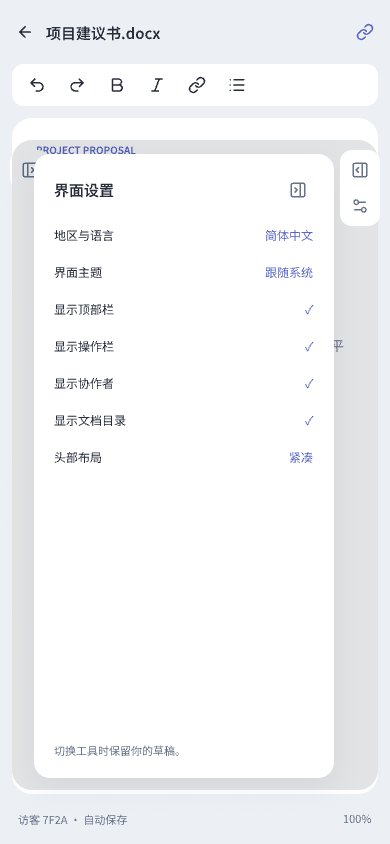 项目建议书.docx
PROJECT PROPOSAL
界面设置
地区与语言 简体中文
界面主题 跟随系统
显示顶部栏 ✓
显示操作栏 ✓
平
显示协作者 ✓
显示文档目录 ✓
头部布局 紧凑
切换工具时保留你的草稿。
访客 7F2A · 自动保存 100%